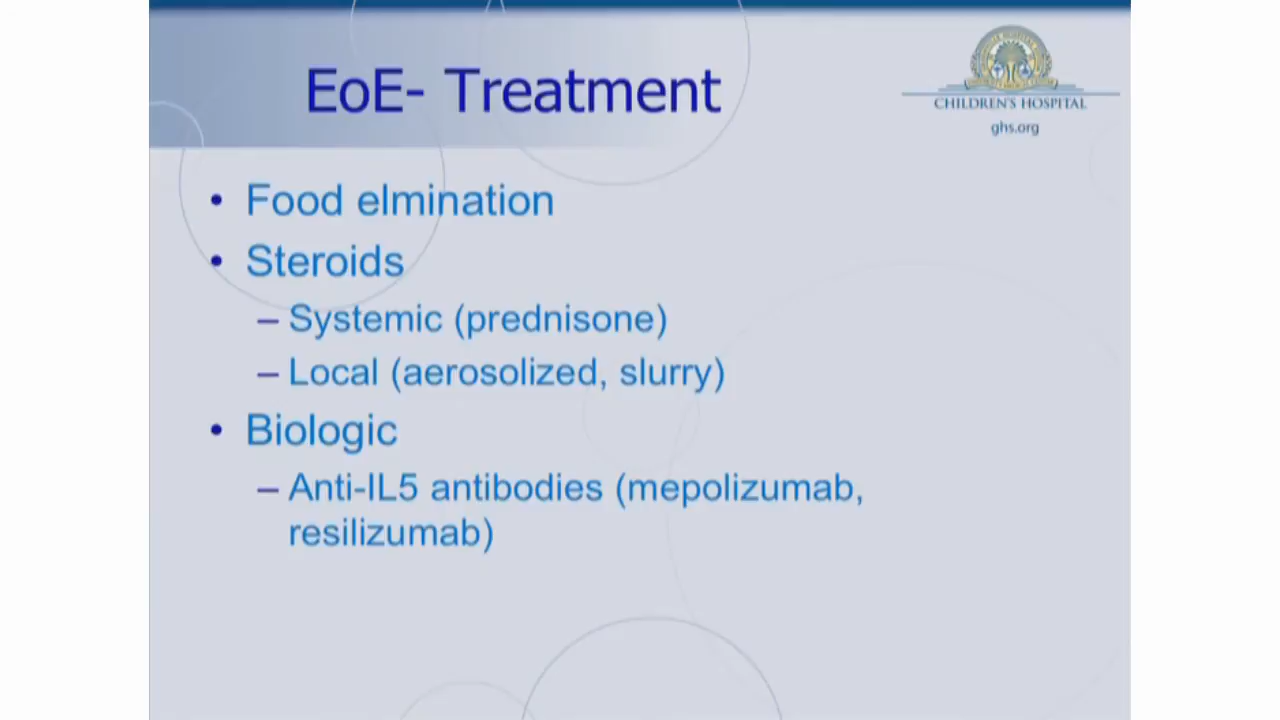 EoE- Treatment
CHILDREN'S HOSPITAL
ghs.org
• Food elmination
• Steroids
– Systemic (prednisone)
– Local (aerosolized, slurry)
• Biologic
– Anti-IL5 antibodies (mepolizumab,
resilizumab)